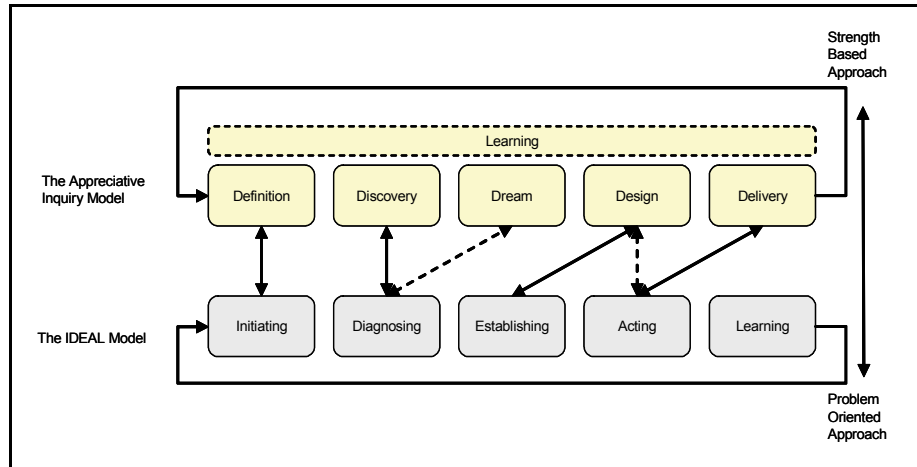 Strength
Based
Approach
Learning
The Appreciative
Inquiry Model
Definition
Discovery
Dream
Design
Delivery
The IDEAL Model
Initiating
Diagnosing
Establishing
Acting
Learning
Problem
Oriented
Approach